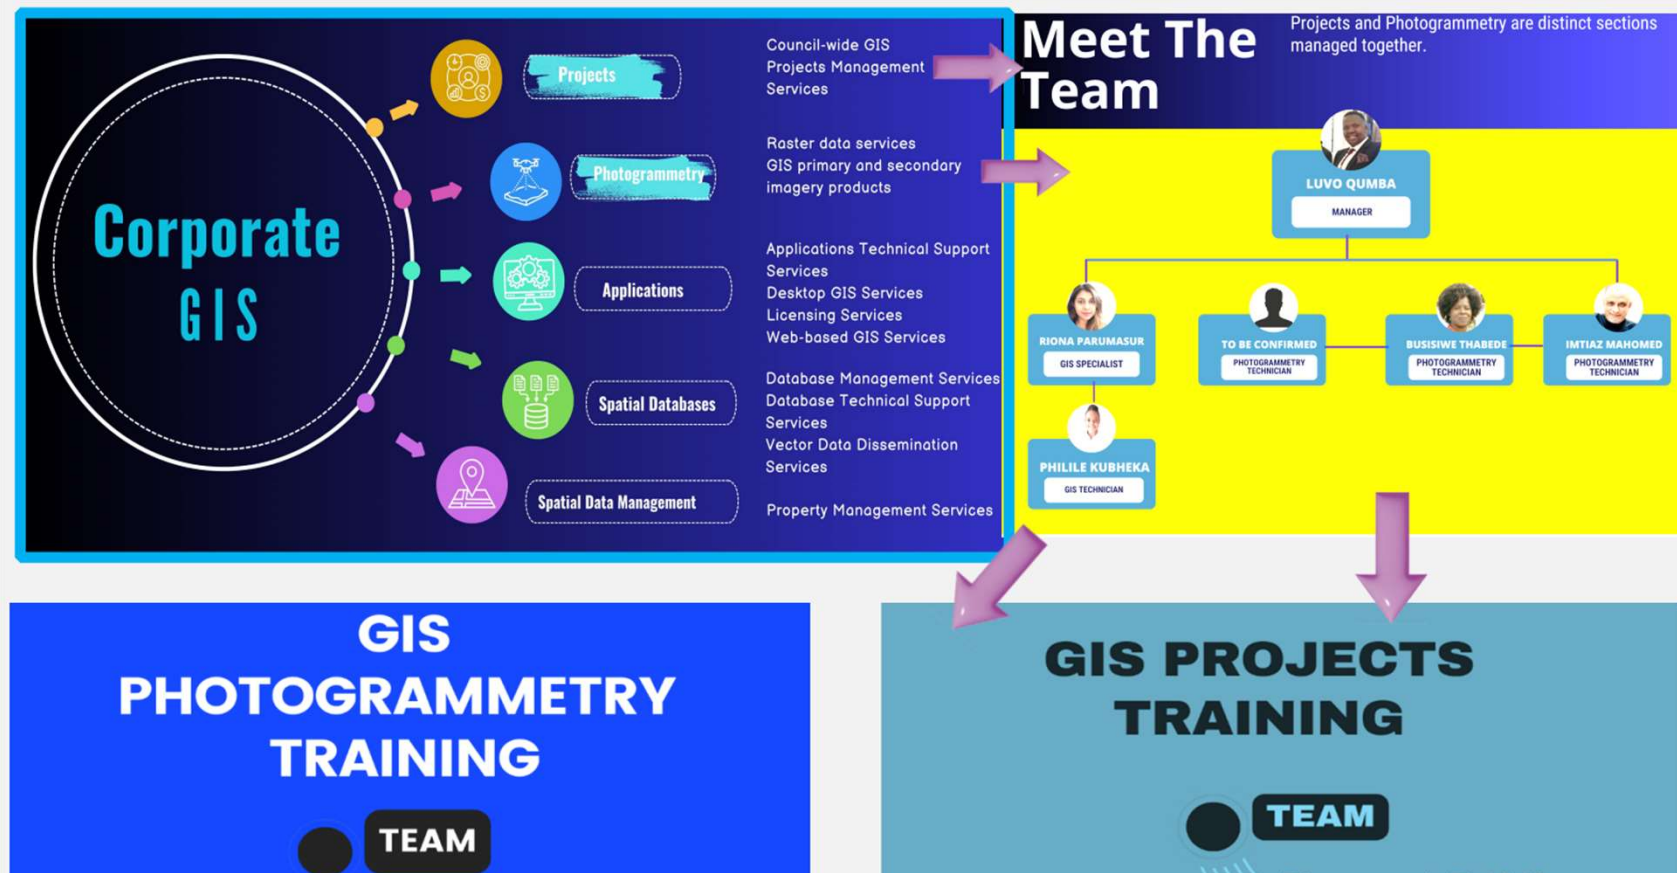 Corporate
GIS
Projects
Council-wide GIS
Projects Management
Services
Photogrammetry
Raster data services
GIS primary and secondary
imagery products
Applications
Applications Technical Support
Services
Desktop GIS Services
Licensing Services
Web-based GIS Services
Spatial Databases
Database Management Services
Database Technical Support
Services
Vector Data Dissemination
Services
Spatial Data Management
Property Management Services
Meet The
Team
Projects and Photogrammetry are distinct sections
managed together.
LUVO QUMBA
MANAGER
RIONA PARUMASUR
GIS SPECIALIST
TO BE CONFIRMED
PHOTOGRAMMETRY
TECHNICIAN
BUSISIWE THABEDE
PHOTOGRAMMETRY
TECHNICIAN
IMTIAZ MAHOMED
PHOTOGRAMMETRY
TECHNICIAN
PHILILE KUBHEKA
GIS TECHNICIAN
GIS
PHOTOGRAMMETRY
TRAINING
TEAM
GIS PROJECTS
TRAINING
TEAM